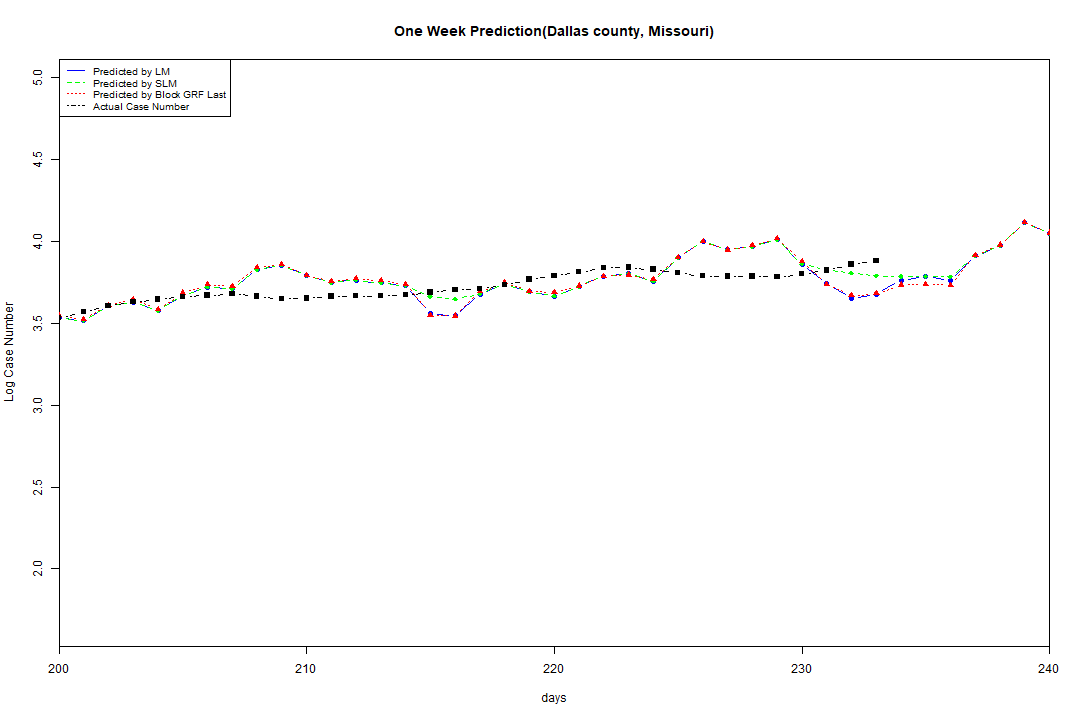 One Week Prediction(Dallas county, Missouri)
Predicted by LM
Predicted by SLM
Predicted by Block GRF Last
Actual Case Number
5.0
4.5
4.0
3.5
3.0
2.5
2.0
Log Case Number
200 210 220 230 240
days